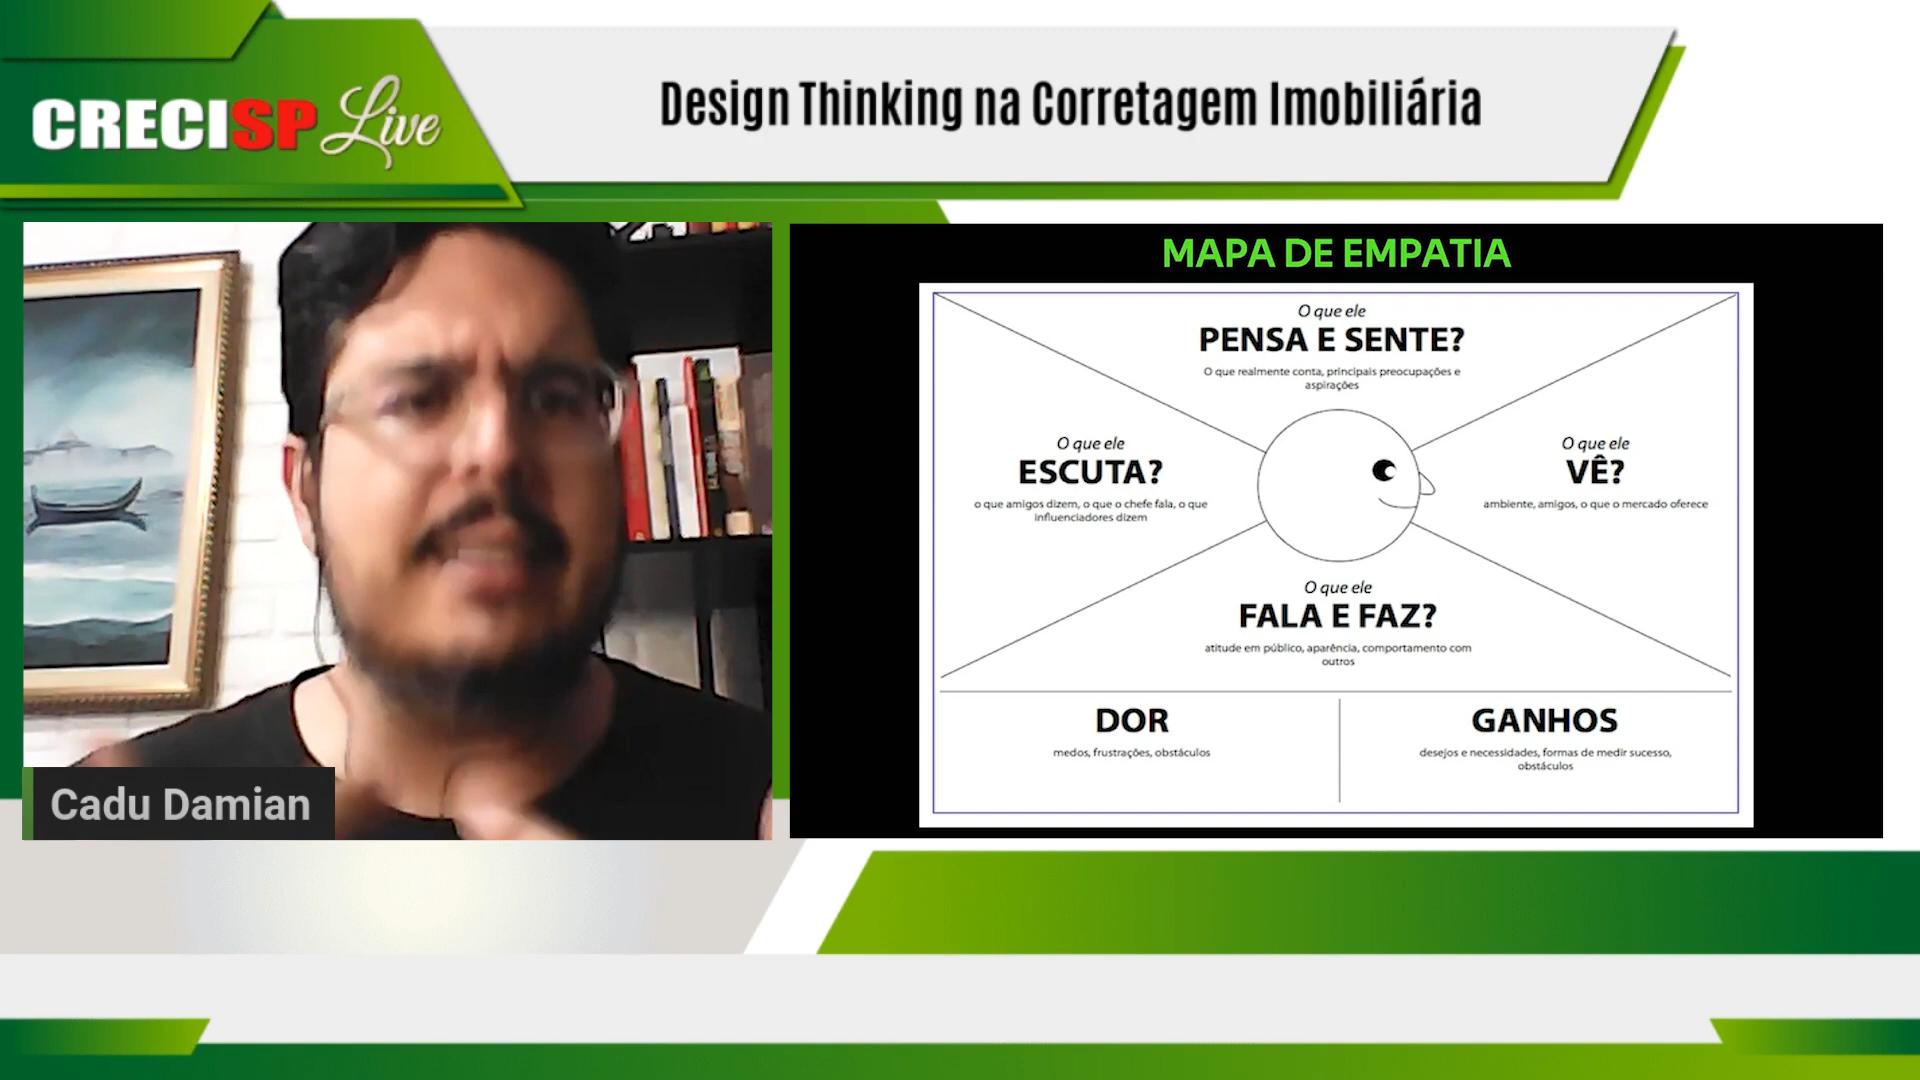 CRECISP Live
Design Thinking na Corretagem Imobiliária
MAPA DE EMPATIA
O que ele
PENSA E SENTE?
O que realmente conta, principais preocupações e
aspirações
O que ele
ESCUTA?
o que amigos dizem, o que o chefe fala, o que
influenciadores dizem
O que ele
VÊ?
ambiente, amigos, o que o mercado oferece
O que ele
FALA E FAZ?
atitude em público, aparência, comportamento com
outros
DOR
medos, frustrações, obstáculos
GANHOS
desejos e necessidades, formas de medir sucesso,
obstáculos
Cadu Damian